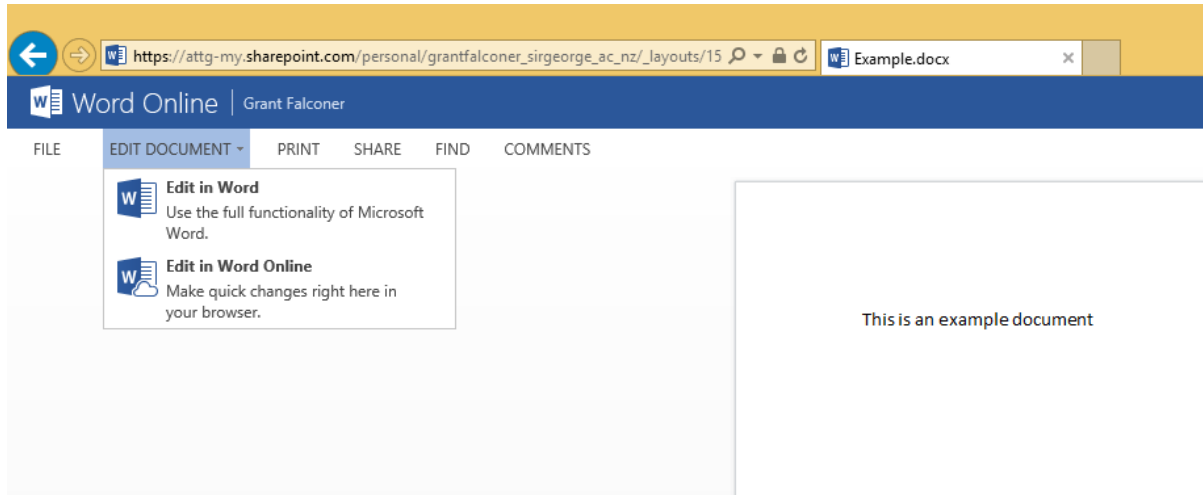 https://attg-my.sharepoint.com/personal/grantfalconer_sirgeorge_ac_nz/_layouts/15 Example.docx
Word Online | Grant Falconer
FILE EDIT DOCUMENT PRINT SHARE FIND COMMENTS
Edit in Word
Use the full functionality of Microsoft
Word.
Edit in Word Online
Make quick changes right here in
your browser.
This is an example document